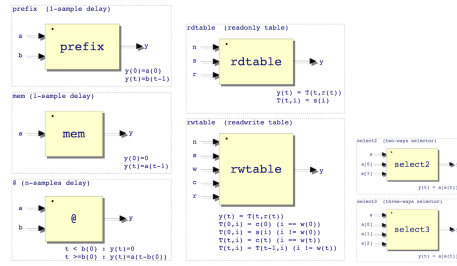 prefix (1-sample delay)
a
b
prefix
y
y(0)=a(0)
y(t)=b(t-1)
mem (1-sample delay)
a
mem
y
y(0)=0
y(t)=a(t-1)
@ (n-samples delay)
a
b
@
y
t < b(0) : y(t)=0
t >=b(0) : y(t)=a(t-b(0))
rdtable (readonly table)
n
s
r
rdtable
y
y(t) = T(t,r(t))
T(t,i) = s(i)
rwtable (readwrite table)
n
s
w
c
r
rwtable
y
y(t) = T(t,r(t))
T(0,i) = c(0) (i == w(0))
T(0,i) = s(i) (i != w(0))
T(t,i) = c(t) (i == w(t))
T(t,i) = T(t-1,i) (i != w(t))
select2 (two-ways selector)
s
a[0]
a[1]
select2
y(t) = a[s(t)]
select3 (three-ways selector)
s
a[0]
a[1]
a[2]
select3
y(t) = a[s(t)]